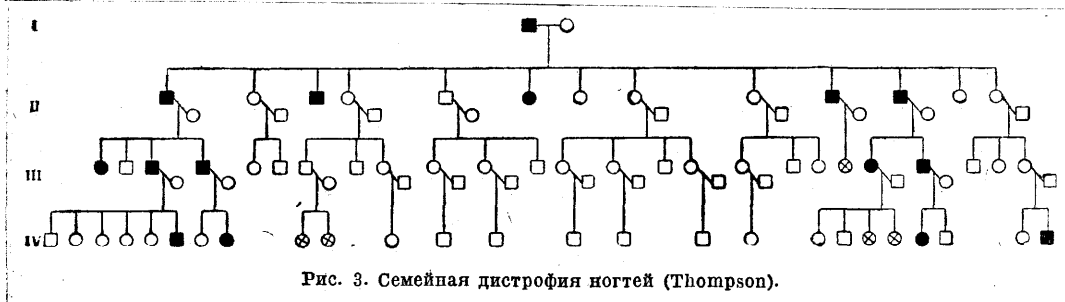 I
II
III
IV
Рис. 3. Семейная дистрофия ногтей (Thompson).